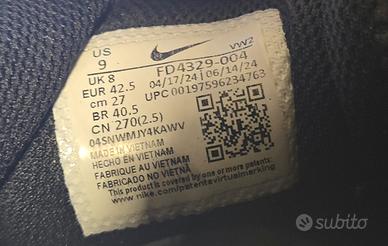 US
9
VW2
UK 8
FD4329-004
EUR 42.5
04/17/24 | 06/14/24
cm 27
UPC 00197596234763
BR 40.5
CN 270(2.5)
04SNWMJY4KAWV
MADE IN VIETNAM
HECHO EN VIETNAM
FABRIQUE AU VIETNAM
FABRICADO NO VIETNÃ
This product is covered by one or more patents:
www.nike.com/patentsvirtualmarking
subito